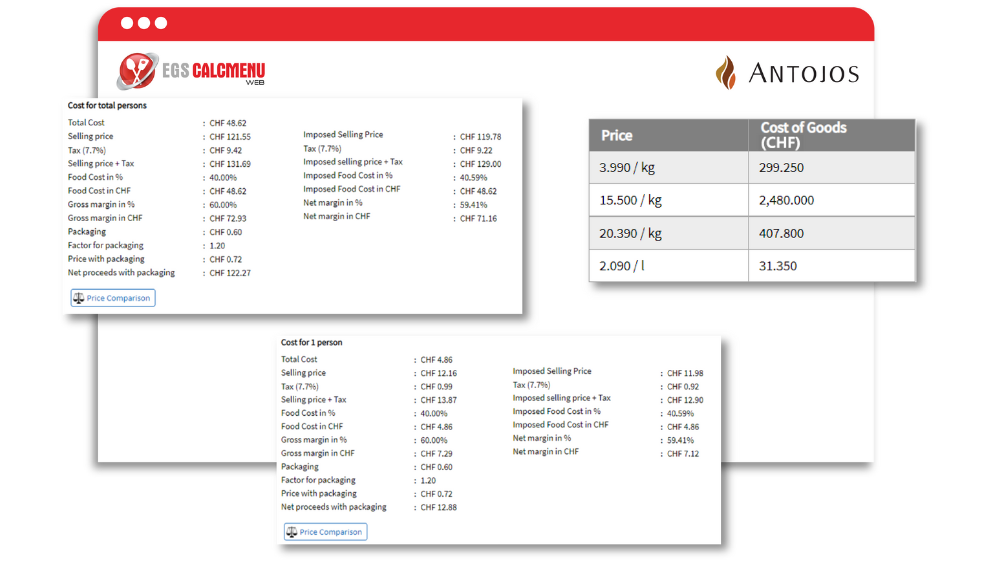 EGS CALCMENU
WEB
ANTOJOS
Cost for total persons
Total Cost : CHF 48.62
Selling price : CHF 121.55
Tax (7.7%) : CHF 9.42
Selling price + Tax : CHF 131.69
Food Cost in % : 40.00%
Food Cost in CHF : CHF 48.62
Gross margin in % : 60.00%
Gross margin in CHF : CHF 72.93
Packaging : CHF 0.60
Factor for packaging : 1.20
Price with packaging : CHF 0.72
Net proceeds with packaging : CHF 122.27
Imposed Selling Price : CHF 119.78
Tax (7.7%) : CHF 9.22
Imposed selling price + Tax : CHF 129.00
Imposed Food Cost in % : 40.59%
Imposed Food Cost in CHF : CHF 48.62
Net margin in % : 59.41%
Net margin in CHF : CHF 71.16
Price Comparison
Price Cost of Goods
(CHF)
3.990 / kg 299.250
15.500 / kg 2,480.000
20.390 / kg 407.800
2.090 / l 31.350
Cost for 1 person
Total Cost : CHF 4.86
Selling price : CHF 12.16
Tax (7.7%) : CHF 0.99
Selling price + Tax : CHF 13.87
Food Cost in % : 40.00%
Food Cost in CHF : CHF 4.86
Gross margin in % : 60.00%
Gross margin in CHF : CHF 7.29
Packaging : CHF 0.60
Factor for packaging : 1.20
Price with packaging : CHF 0.72
Net proceeds with packaging : CHF 12.88
Imposed Selling Price : CHF 11.98
Tax (7.7%) : CHF 0.92
Imposed selling price + Tax : CHF 12.90
Imposed Food Cost in % : 40.59%
Imposed Food Cost in CHF : CHF 4.86
Net margin in % : 59.41%
Net margin in CHF : CHF 7.12
Price Comparison